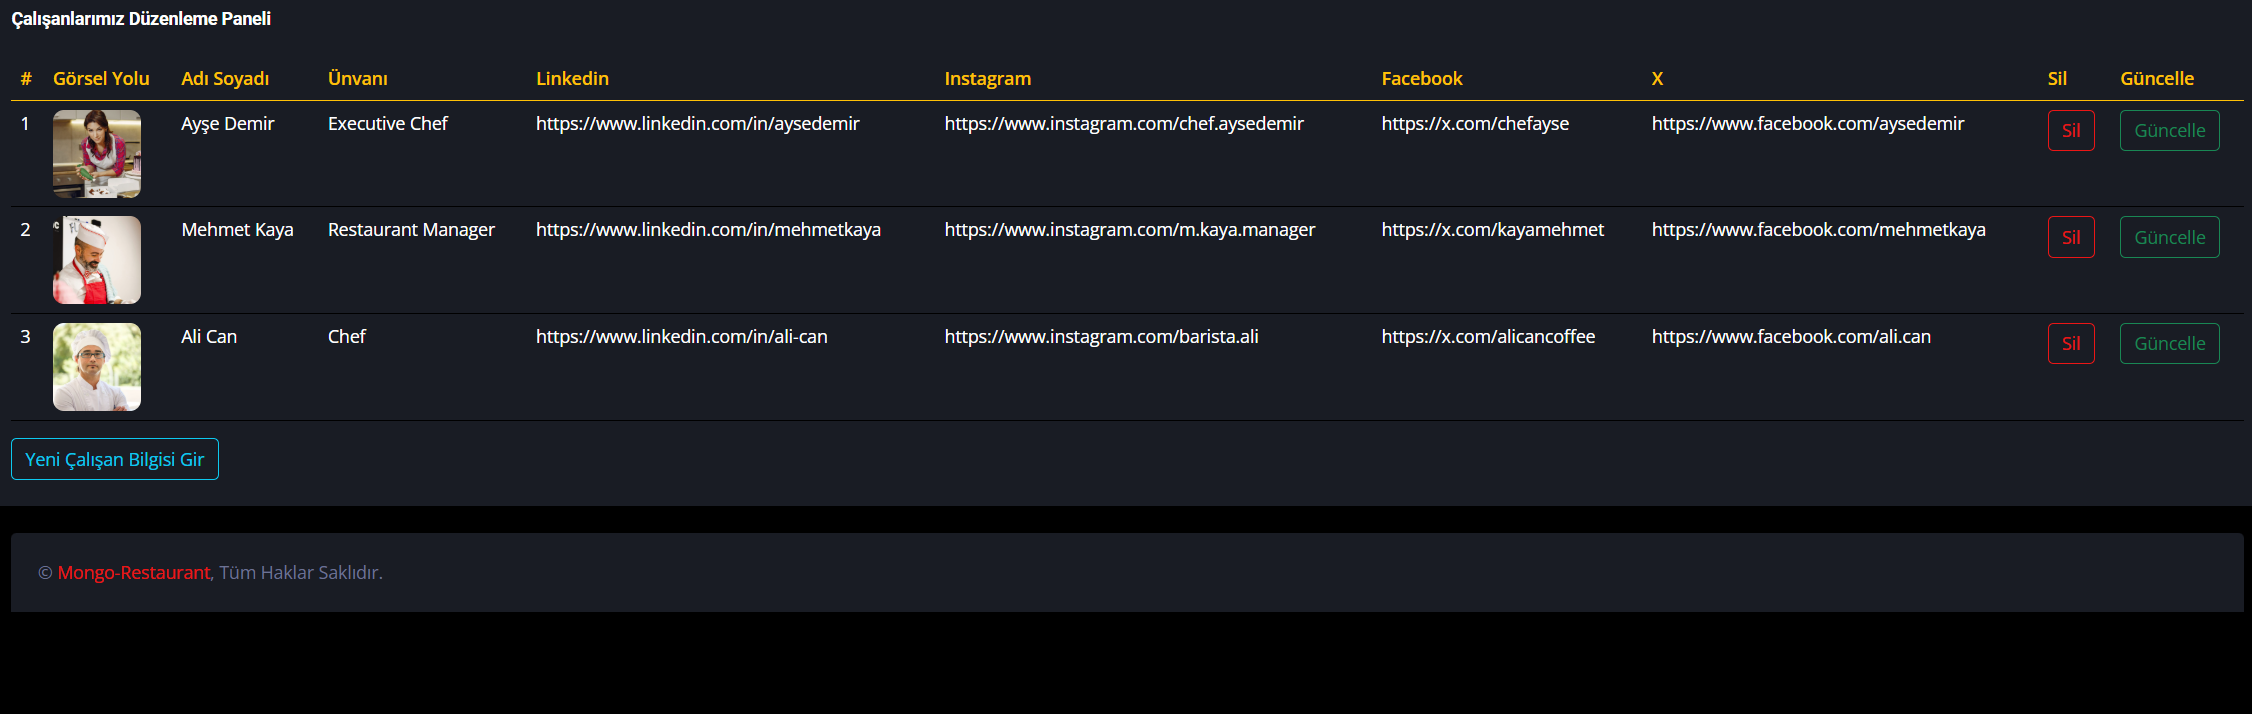 Çalışanlarımız Düzenleme Paneli
# Görsel Yolu Adı Soyadı Ünvanı Linkedin Instagram Facebook X Sil Güncelle
1 Ayşe Demir Executive Chef https://www.linkedin.com/in/aysedemir https://www.instagram.com/chef.aysedemir https://x.com/chefayse https://www.facebook.com/aysedemir Sil Güncelle
2 Mehmet Kaya Restaurant Manager https://www.linkedin.com/in/mehmetkaya https://www.instagram.com/m.kaya.manager https://x.com/kayamehmet https://www.facebook.com/mehmetkaya Sil Güncelle
3 Ali Can Chef https://www.linkedin.com/in/ali-can https://www.instagram.com/barista.ali https://x.com/alicancoffee https://www.facebook.com/ali.can Sil Güncelle
Yeni Çalışan Bilgisi Gir
© Mongo-Restaurant, Tüm Haklar Saklıdır.